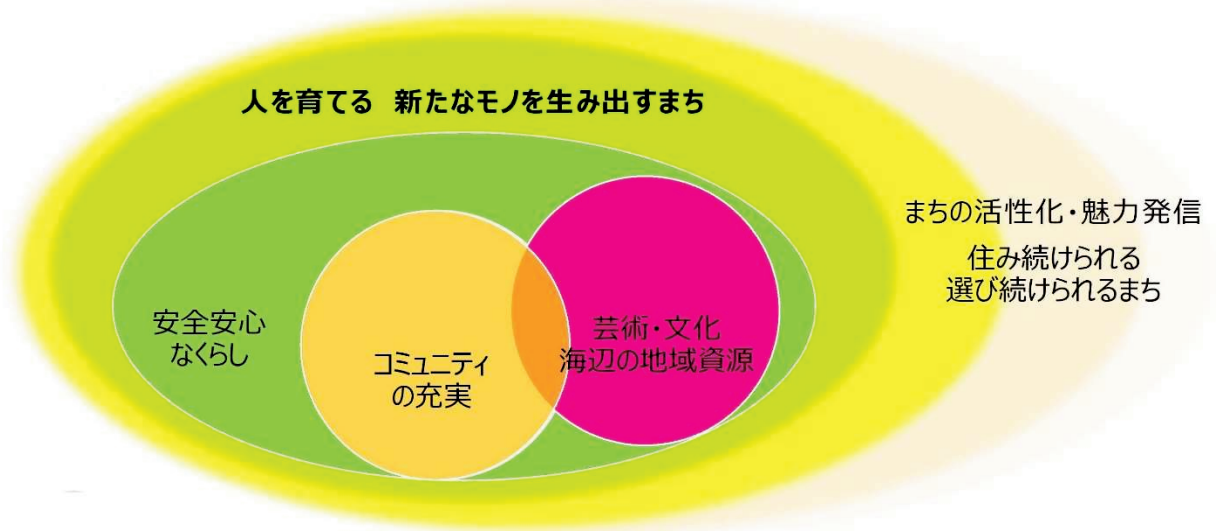 人を育てる 新たなモノを生み出すまち
まちの活性化・魅力発信
住み続けられる
選び続けられるまち
安全安心
なくらし
コミュニティ
の充実
芸術・文化
海辺の地域資源